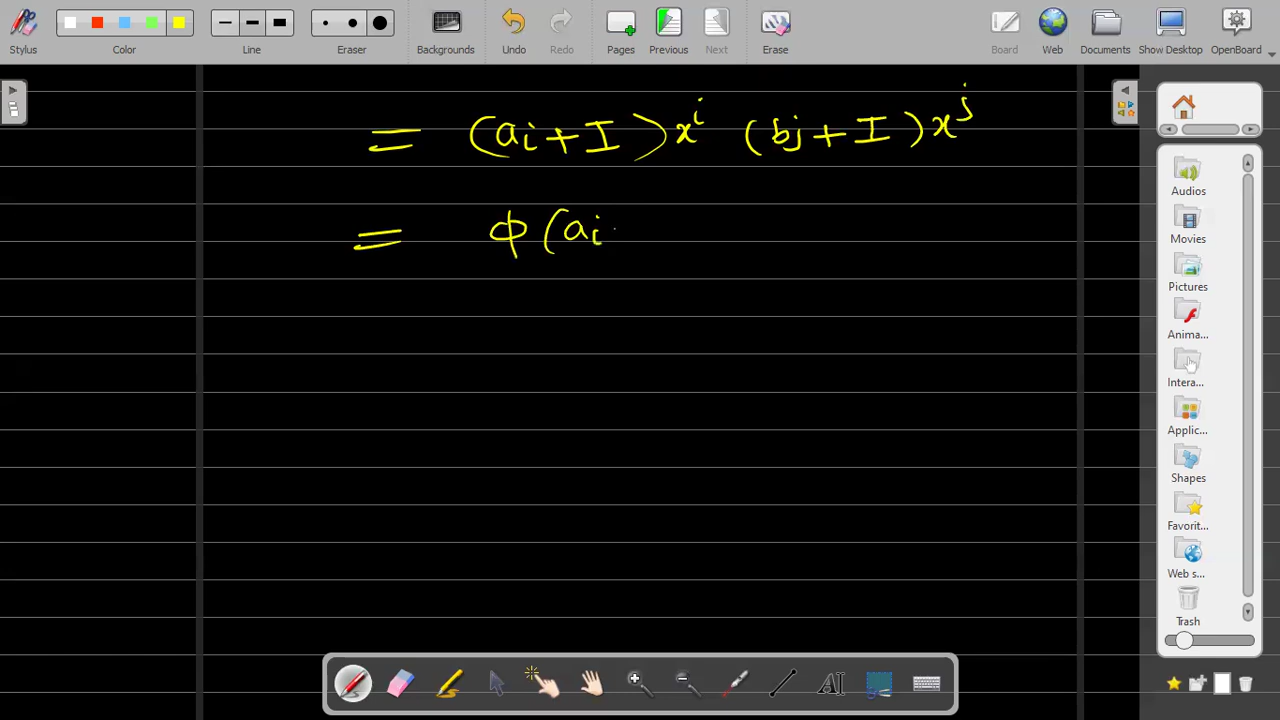 Stylus Color Line Eraser Backgrounds Undo Redo Pages Previous Next Erase Board Web Documents Show Desktop OpenBoard
= (ai + I) x^i (bj + I) x^j
= φ(ai
Audios
Movies
Pictures
Anima...
Intera...
Applic...
Shapes
Favorit...
Web s...
Trash
AI